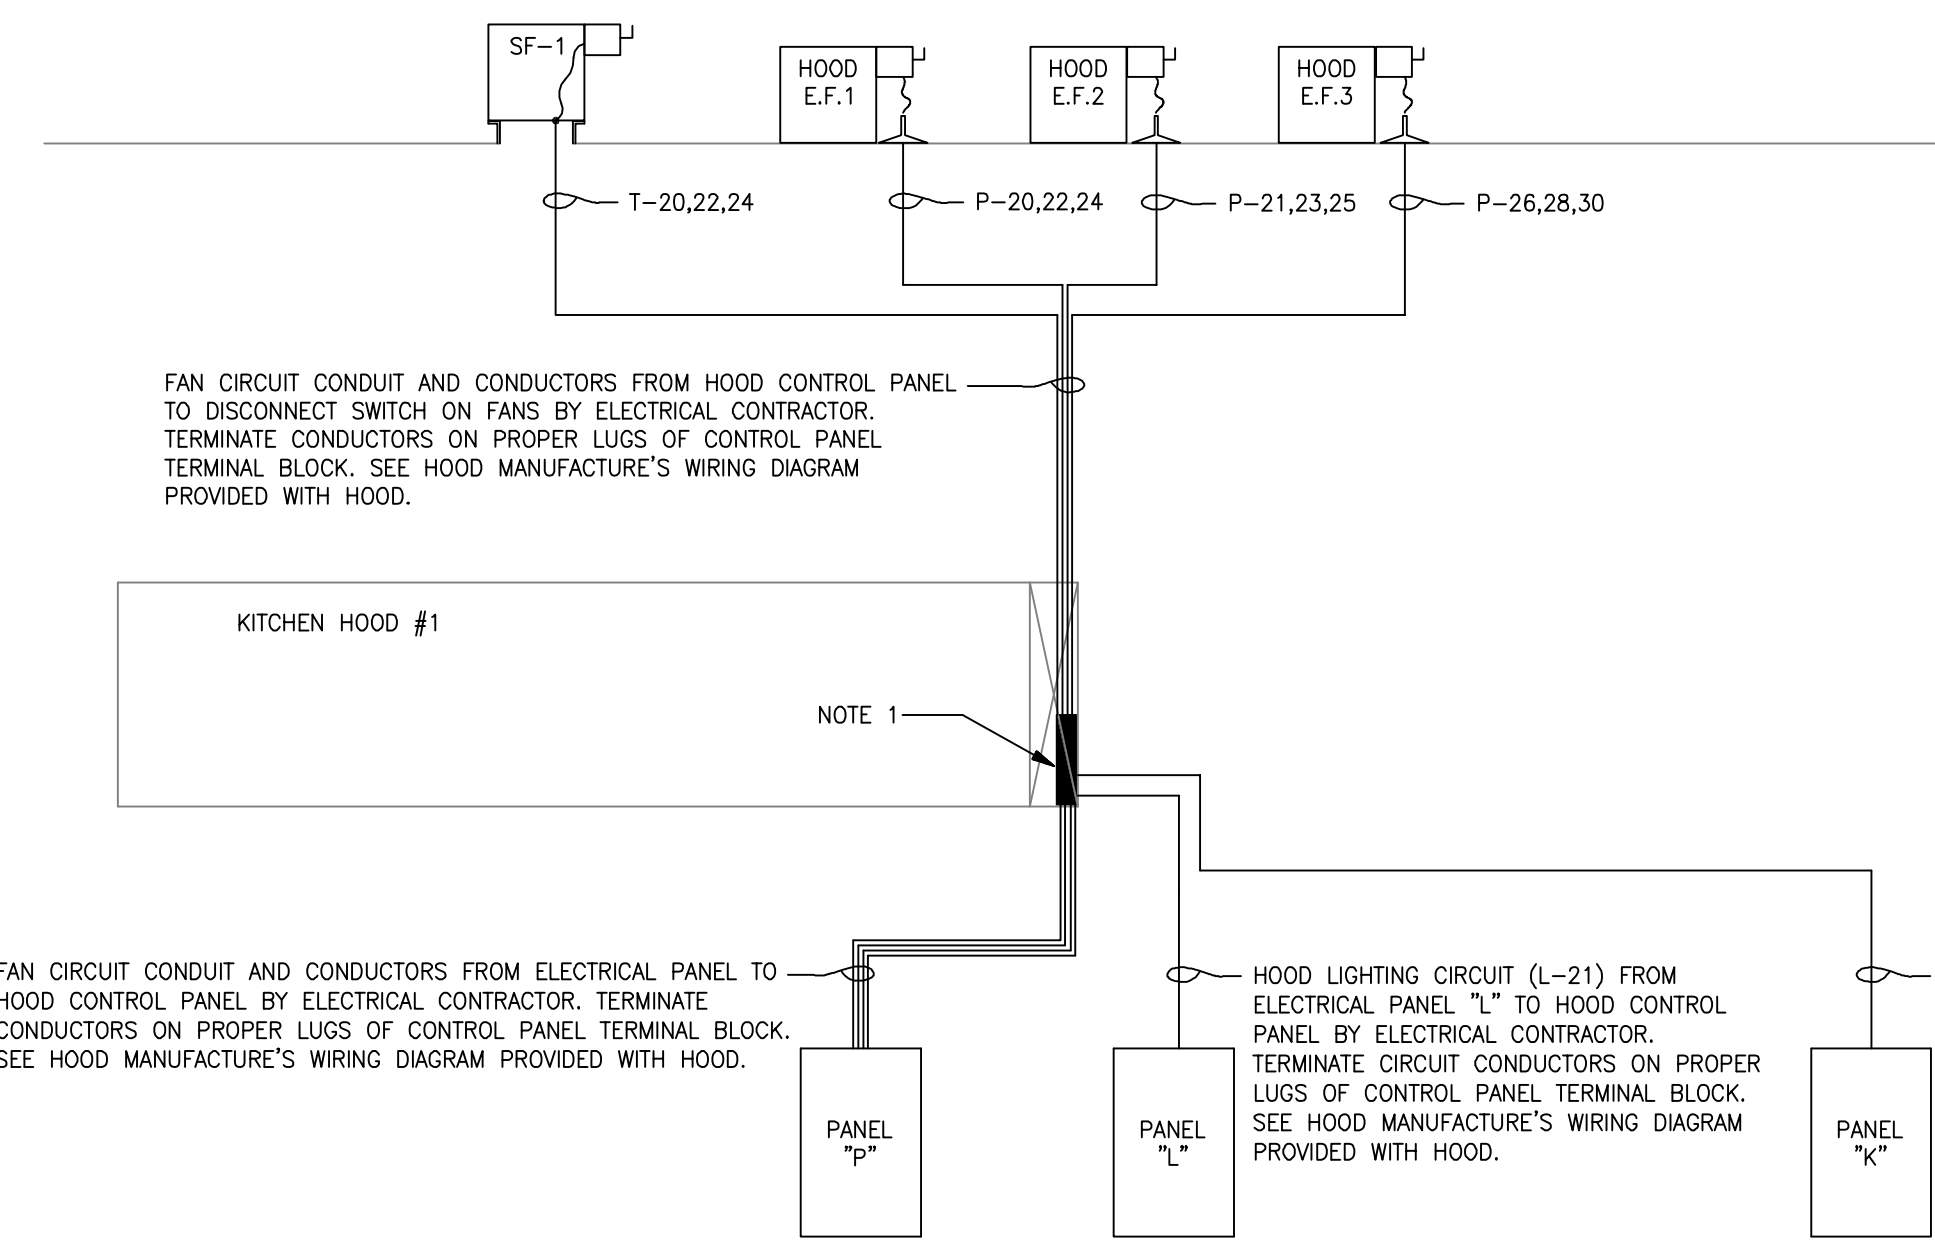 SF-1
HOOD
E.F.1
HOOD
E.F.2
HOOD
E.F.3
T-20,22,24
P-20,22,24
P-21,23,25
P-26,28,30
FAN CIRCUIT CONDUIT AND CONDUCTORS FROM HOOD CONTROL PANEL
TO DISCONNECT SWITCH ON FANS BY ELECTRICAL CONTRACTOR.
TERMINATE CONDUCTORS ON PROPER LUGS OF CONTROL PANEL
TERMINAL BLOCK. SEE HOOD MANUFACTURE'S WIRING DIAGRAM
PROVIDED WITH HOOD.
KITCHEN HOOD #1
NOTE 1
FAN CIRCUIT CONDUIT AND CONDUCTORS FROM ELECTRICAL PANEL TO
HOOD CONTROL PANEL BY ELECTRICAL CONTRACTOR. TERMINATE
CONDUCTORS ON PROPER LUGS OF CONTROL PANEL TERMINAL BLOCK.
SEE HOOD MANUFACTURE'S WIRING DIAGRAM PROVIDED WITH HOOD.
HOOD LIGHTING CIRCUIT (L-21) FROM
ELECTRICAL PANEL "L" TO HOOD CONTROL
PANEL BY ELECTRICAL CONTRACTOR.
TERMINATE CIRCUIT CONDUCTORS ON PROPER
LUGS OF CONTROL PANEL TERMINAL BLOCK.
SEE HOOD MANUFACTURE'S WIRING DIAGRAM
PROVIDED WITH HOOD.
PANEL
"P"
PANEL
"L"
PANEL
"K"